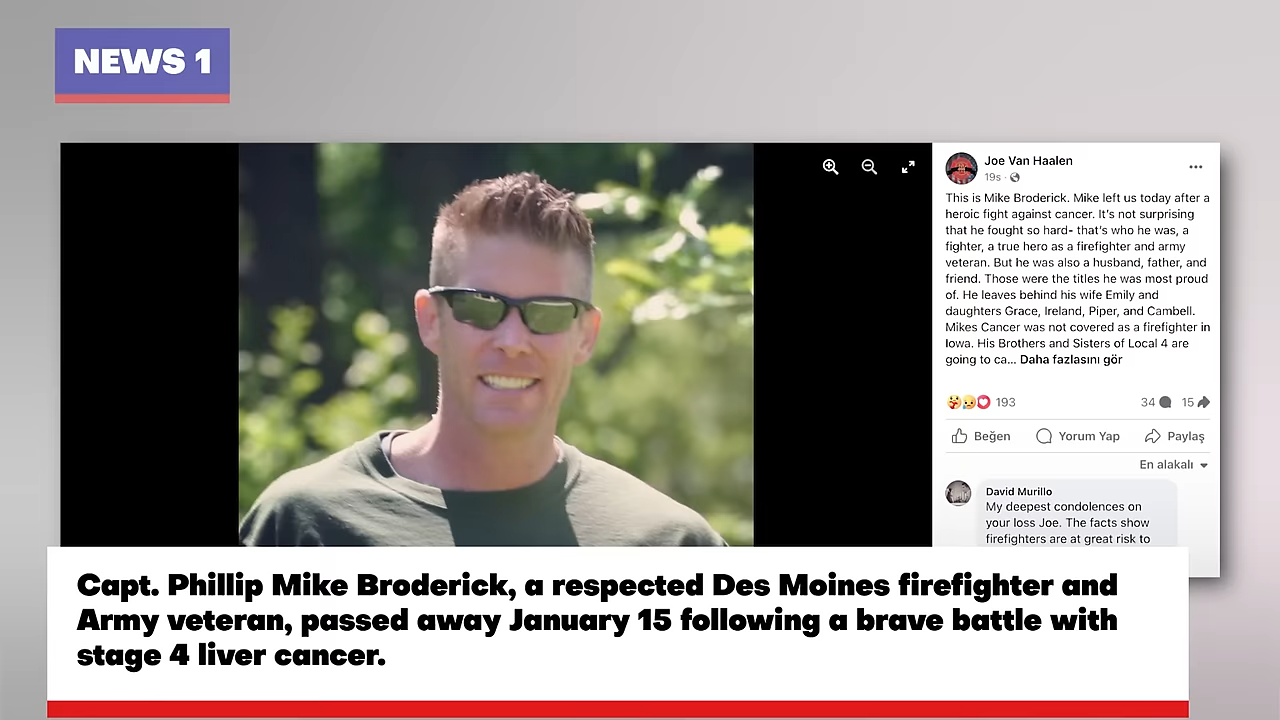 NEWS 1
Joe Van Haalen
19s ·
This is Mike Broderick. Mike left us today after a
heroic fight against cancer. It's not surprising
that he fought so hard- that's who he was, a
fighter, a true hero as a firefighter and army
veteran. But he was also a husband, father, and
friend. Those were the titles he was most proud
of. He leaves behind his wife Emily and
daughters Grace, Ireland, Piper, and Cambell.
Mikes Cancer was not covered as a firefighter in
Iowa. His Brothers and Sisters of Local 4 are
going to ca... Daha fazlasını gör
193 34 15
Beğen Yorum Yap Paylaş
En alakalı
David Murillo
My deepest condolences on
your loss Joe. The facts show
firefighters are at great risk to
Capt. Phillip Mike Broderick, a respected Des Moines firefighter and
Army veteran, passed away January 15 following a brave battle with
stage 4 liver cancer.